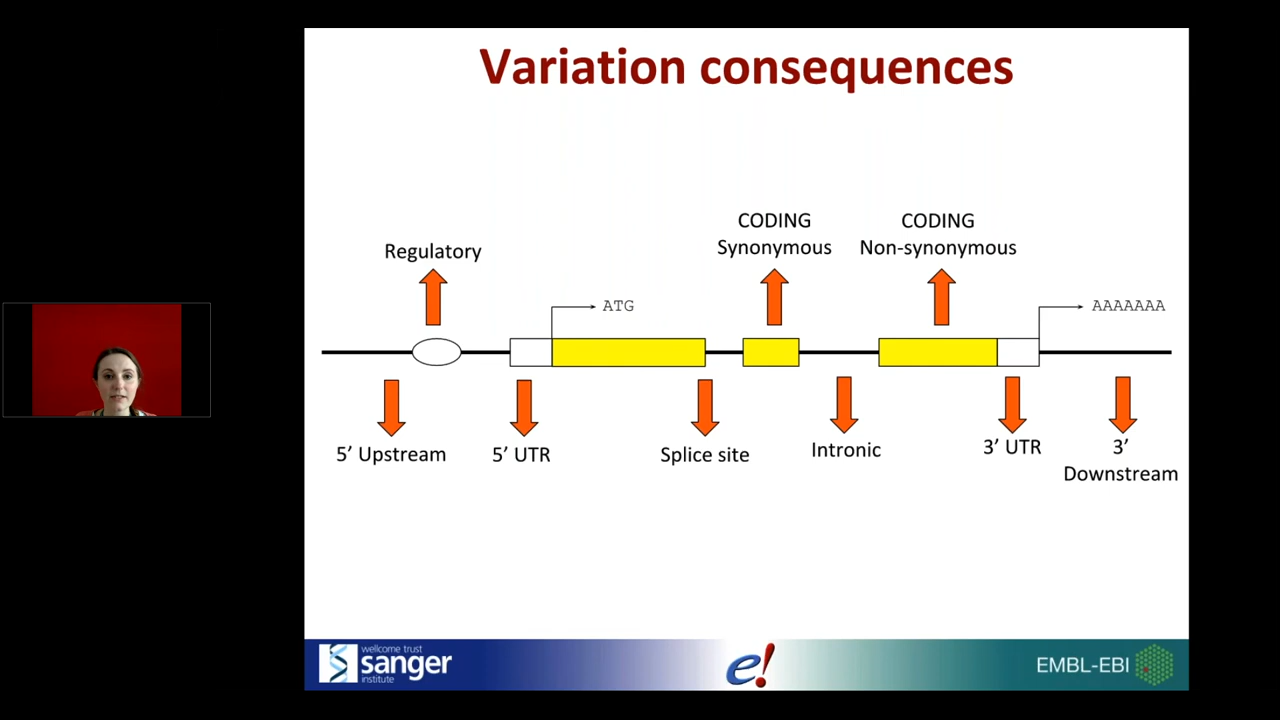 Variation consequences
CODING
Synonymous
CODING
Non-synonymous
Regulatory
ATG
AAAAAAA
5’ Upstream
5’ UTR
Splice site
Intronic
3’ UTR
3’
Downstream
wellcome trust
sanger
institute
e!
EMBL-EBI